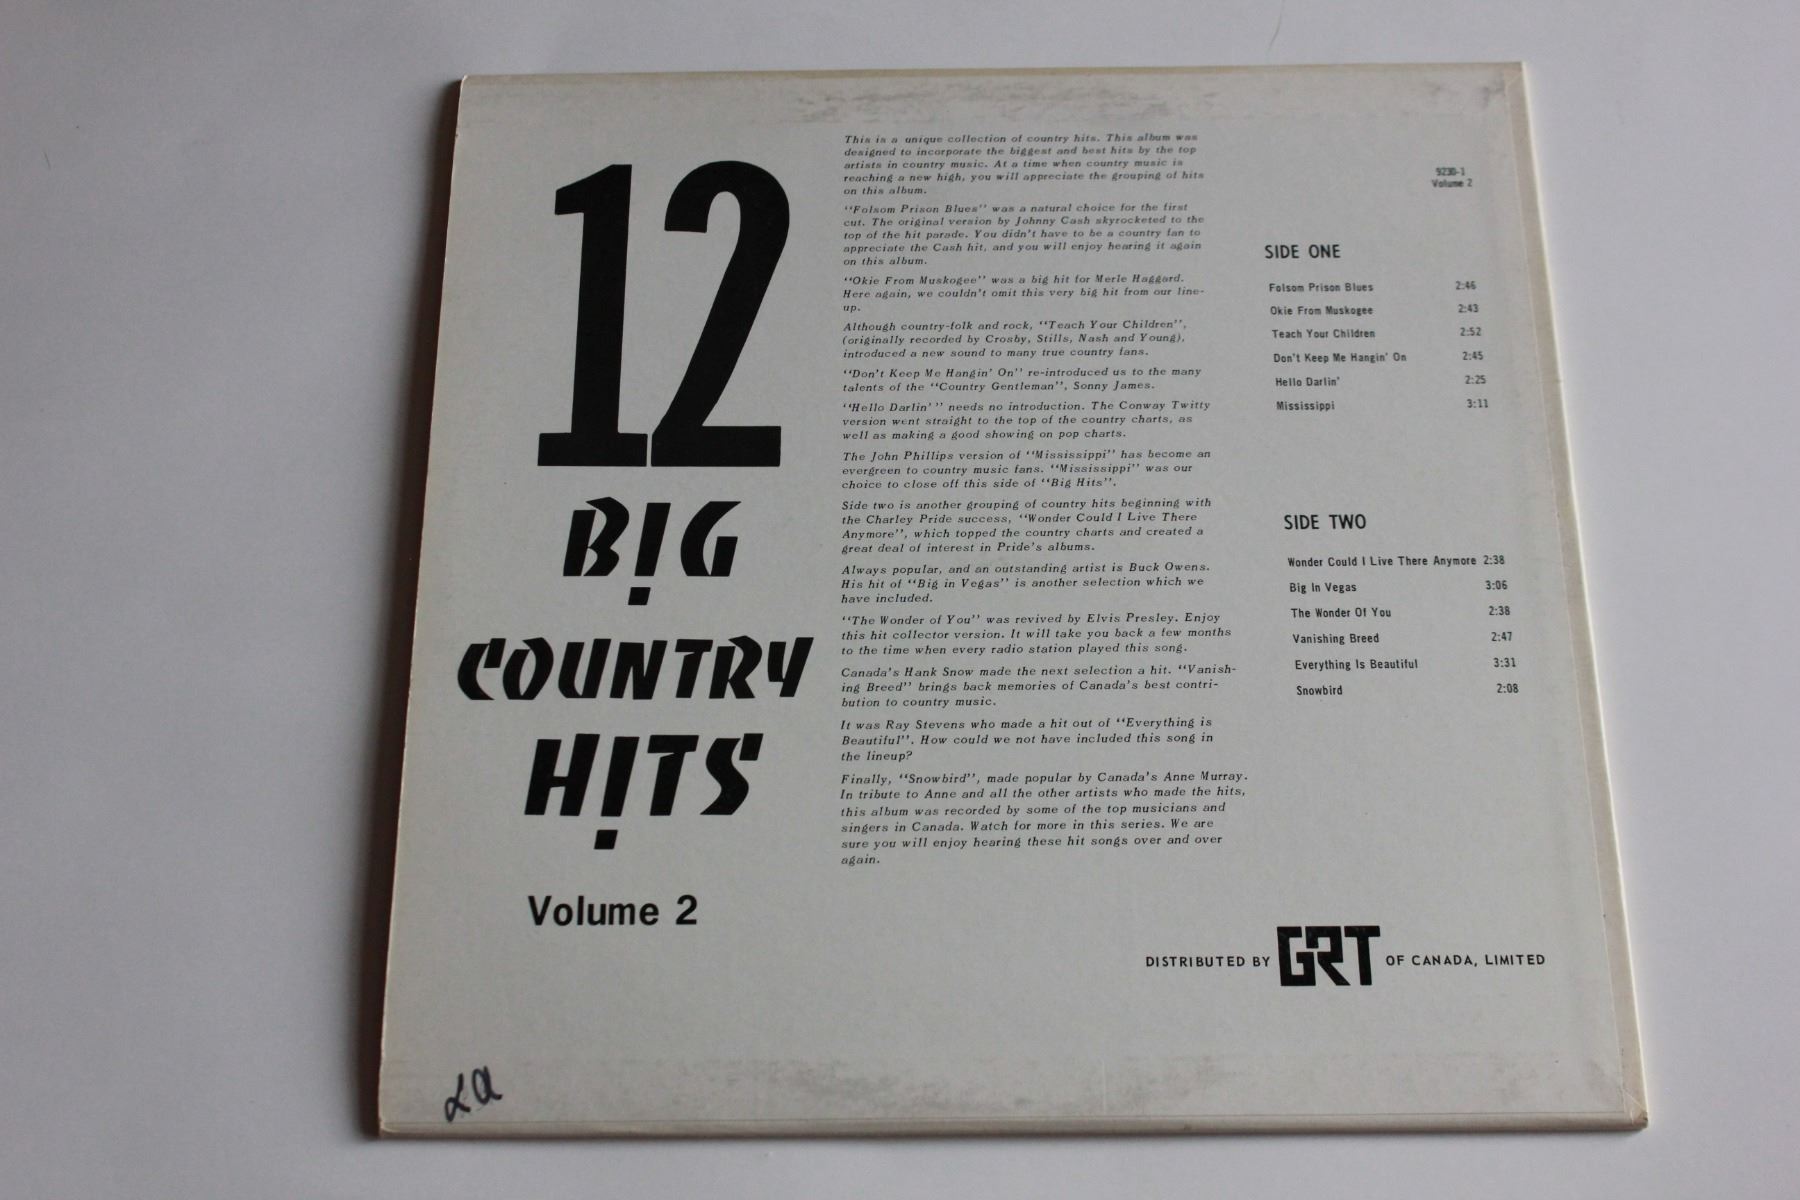 12
BIG
COUNTRY
HITS
Volume 2
This is a unique collection of country hits. This album was
designed to incorporate the biggest and best hits by the top
artists in country music. At a time when country music is
reaching a new high, you will appreciate the grouping of hits
on this album.
"Folsom Prison Blues" was a natural choice for the first
cut. The original version by Johnny Cash skyrocketed to the
top of the hit parade. You didn't have to be a country fan to
appreciate the Cash hit, and you will enjoy hearing it again
on this album.
"Okie From Muskogee" was a big hit for Merle Haggard.
Here again, we couldn't omit this very big hit from our line-
up.
Although country-folk and rock, "Teach Your Children",
(originally recorded by Crosby, Stills, Nash and Young),
introduced a new sound to many true country fans.
"Don't Keep Me Hangin' On" re-introduced us to the many
talents of the "Country Gentleman", Sonny James.
"Hello Darlin'" needs no introduction. The Conway Twitty
version went straight to the top of the country charts, as
well as making a good showing on pop charts.
The John Phillips version of "Mississippi" has become an
evergreen to country music fans. "Mississippi" was our
choice to close off this side of "Big Hits".
Side two is another grouping of country hits beginning with
the Charley Pride success, "Wonder Could I Live There
Anymore", which topped the country charts and created a
great deal of interest in Pride's albums.
Always popular, and an outstanding artist is Buck Owens.
His hit of "Big in Vegas" is another selection which we
have included.
"The Wonder of You" was revived by Elvis Presley. Enjoy
this hit collector version. It will take you back a few months
to the time when every radio station played this song.
Canada's Hank Snow made the next selection a hit. "Vanish-
ing Breed" brings back memories of Canada's best contri-
bution to country music.
It was Ray Stevens who made a hit out of "Everything is
Beautiful". How could we not have included this song in
the lineup?
Finally, "Snowbird", made popular by Canada's Anne Murray.
In tribute to Anne and all the other artists who made the hits,
this album was recorded by some of the top musicians and
singers in Canada. Watch for more in this series. We are
sure you will enjoy hearing these hit songs over and over
again.
9230-1
Volume 2
SIDE ONE
Folsom Prison Blues 2:46
Okie From Muskogee 2:43
Teach Your Children 2:52
Don't Keep Me Hangin' On 2:45
Hello Darlin' 2:25
Mississippi 3:11
SIDE TWO
Wonder Could I Live There Anymore 2:38
Big In Vegas 3:06
The Wonder Of You 2:38
Vanishing Breed 2:47
Everything Is Beautiful 3:31
Snowbird 2:08
DISTRIBUTED BY GRT OF CANADA, LIMITED